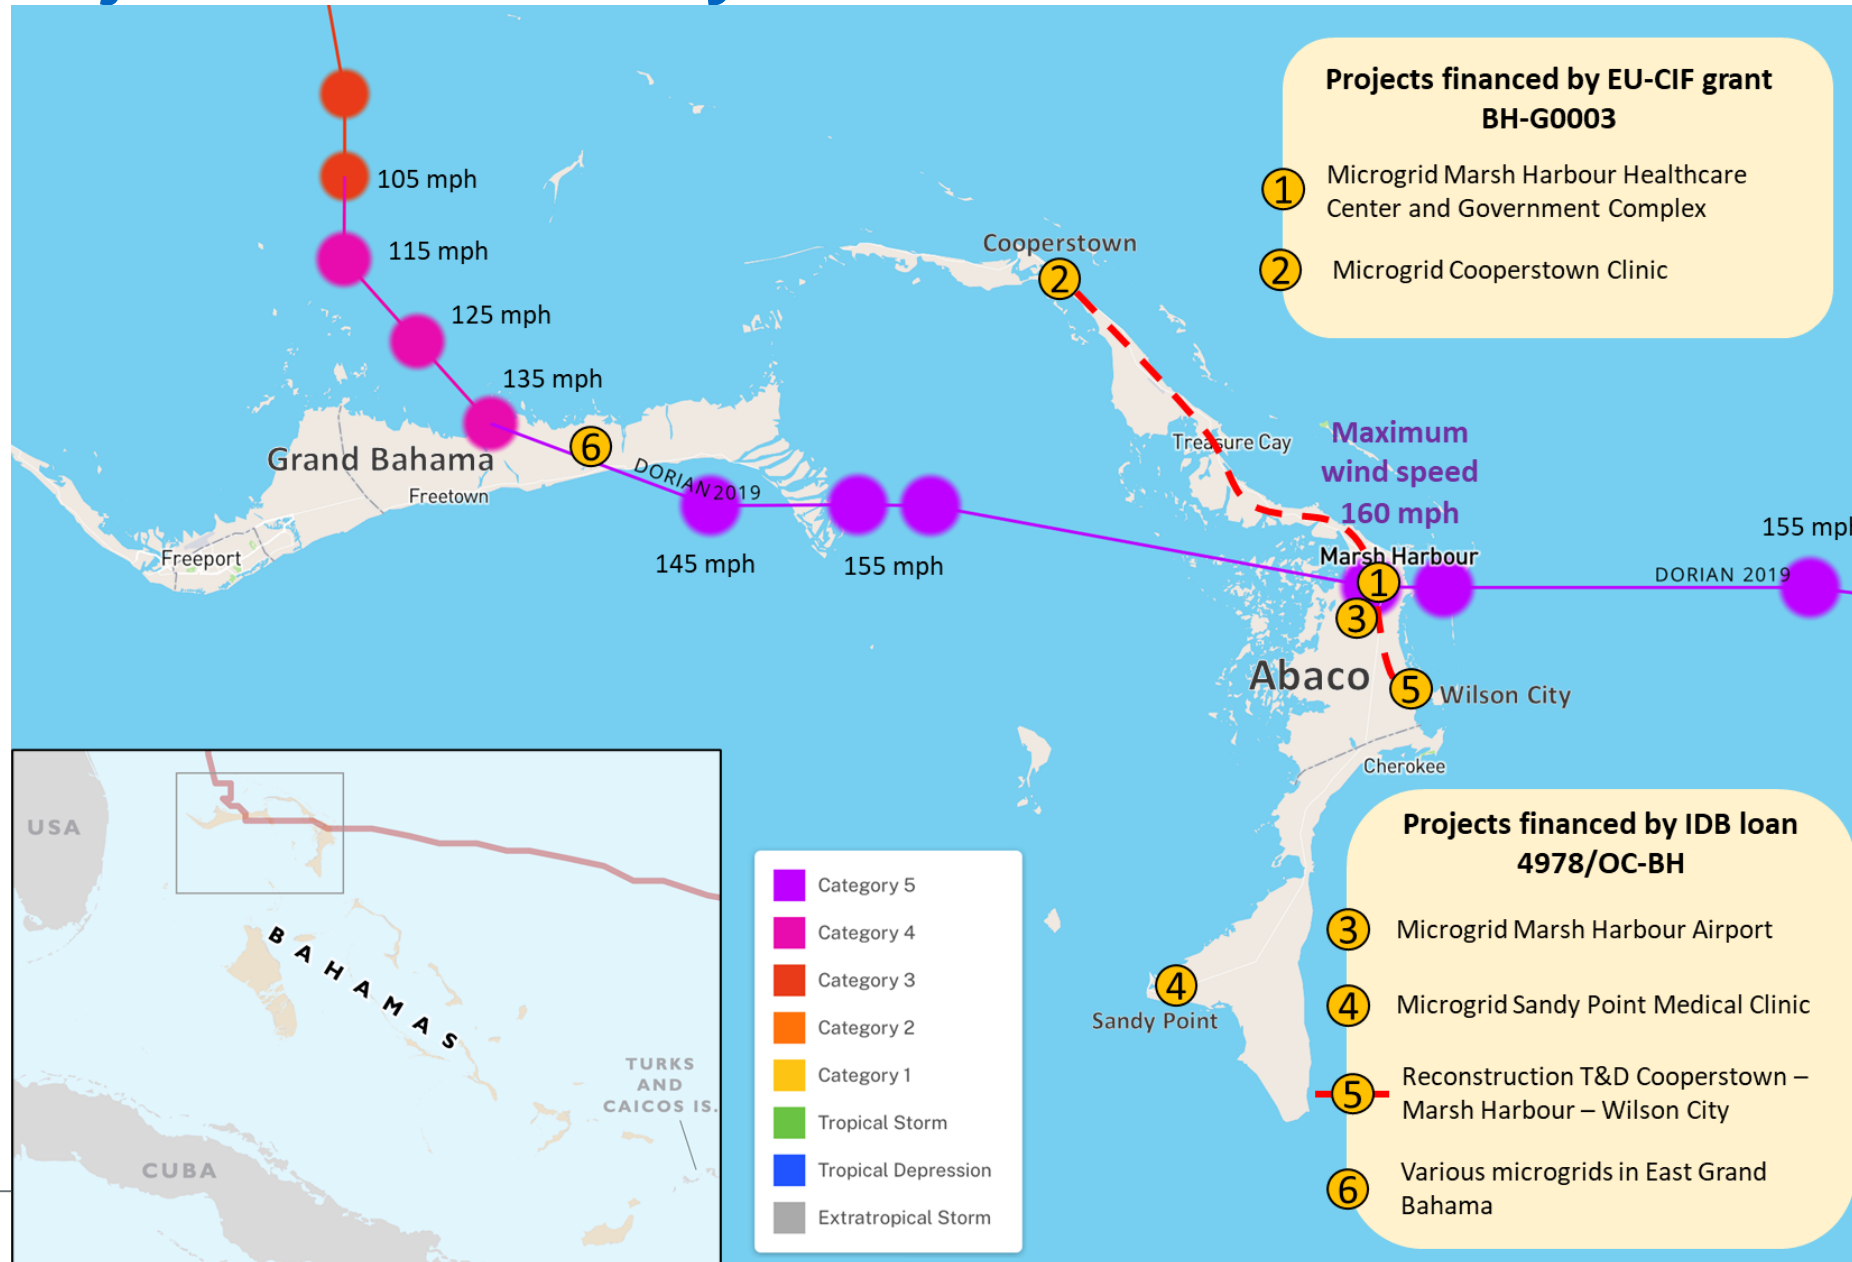 Projects financed by EU-CIF grant
BH-G0003
1
Microgrid Marsh Harbour Healthcare
Center and Government Complex
2
Microgrid Cooperstown Clinic
105 mph
115 mph
125 mph
135 mph
Cooperstown
2
6
Grand Bahama
Freetown
Freeport
DORIAN 2019
145 mph
155 mph
Treasure Cay
Maximum
wind speed
160 mph
Marsh Harbour
1
3
155 mph
DORIAN 2019
Abaco
5
Wilson City
Cherokee
4
Sandy Point
Projects financed by IDB loan
4978/OC-BH
3
Microgrid Marsh Harbour Airport
4
Microgrid Sandy Point Medical Clinic
5
Reconstruction T&D Cooperstown –
Marsh Harbour – Wilson City
6
Various microgrids in East Grand
Bahama
USA
BAHAMAS
TURKS
AND
CAICOS IS.
CUBA
Category 5
Category 4
Category 3
Category 2
Category 1
Tropical Storm
Tropical Depression
Extratropical Storm